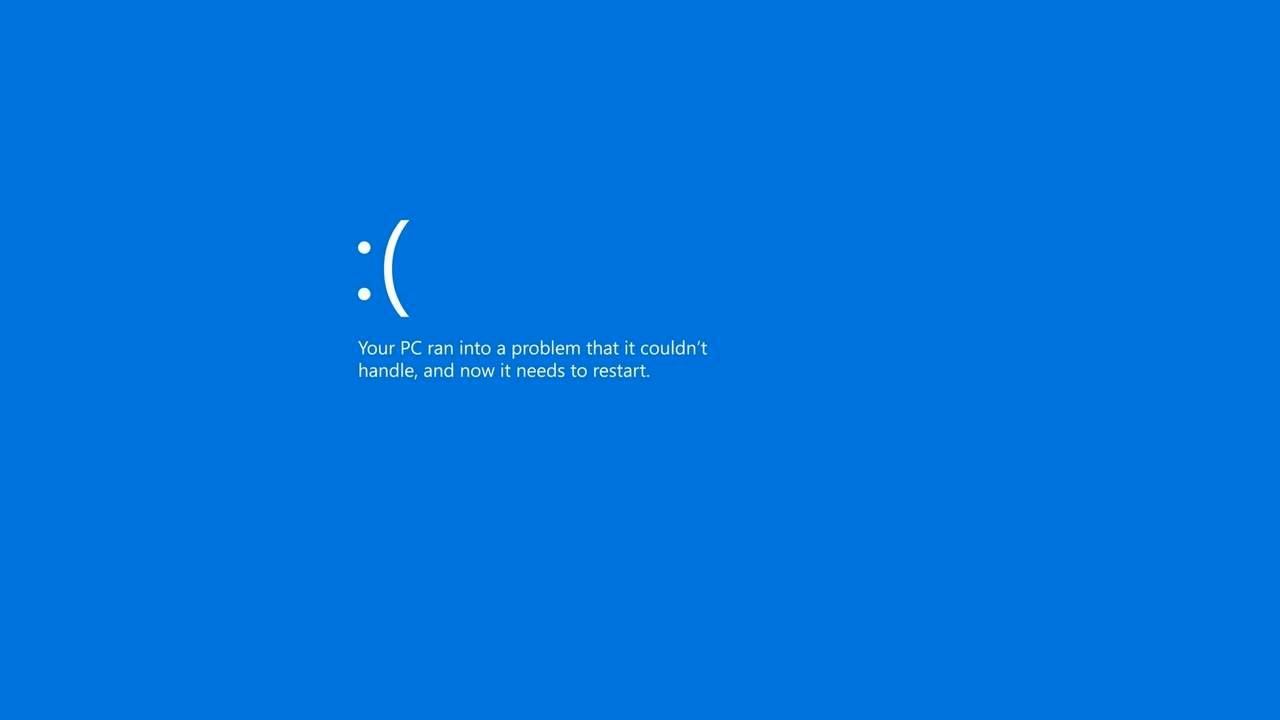 :(
Your PC ran into a problem that it couldn’t
handle, and now it needs to restart.